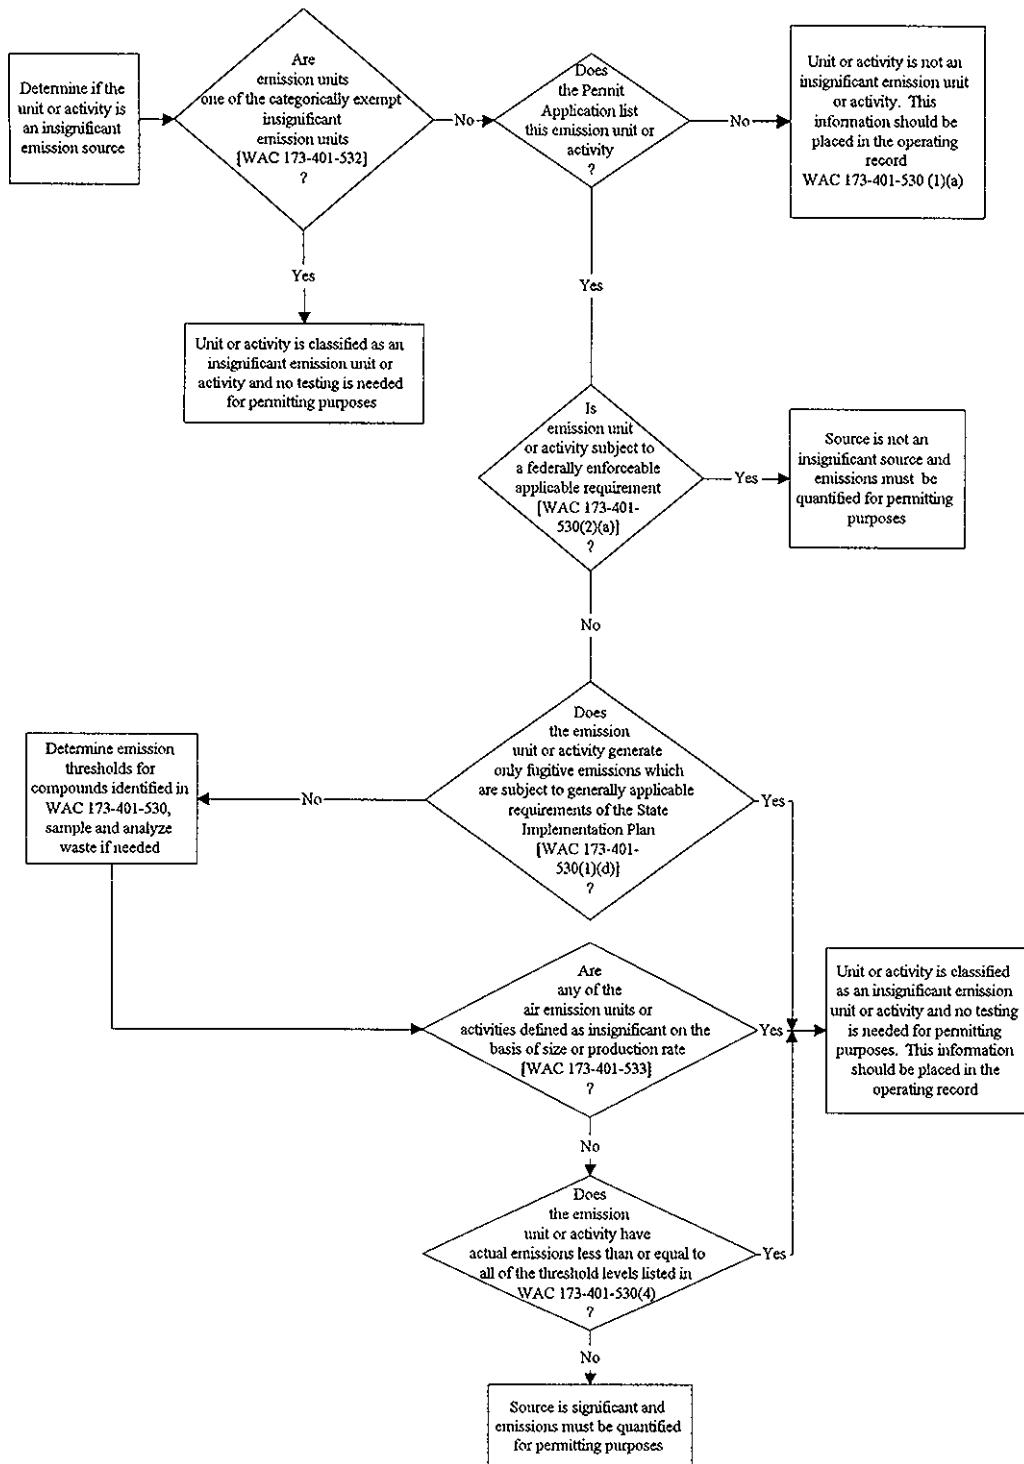 Determine if the
unit or activity is
an insignificant
emission source
Are
emission units
one of the categorically exempt
insignificant
emission units
[WAC 173-401-532]
?
No
Does
the Permit
Application list
this emission unit or
activity
?
No
Unit or activity is not an
insignificant emission unit
or activity. This
information should be
placed in the operating
record
WAC 173-401-530 (1)(a)
Yes
Unit or activity is classified as an
insignificant emission unit or
activity and no testing is needed
for permitting purposes
Yes
Is
emission unit
or activity subject to
a federally enforceable
applicable requirement
[WAC 173-401-
530(2)(a)]
?
Yes
Source is not an
insignificant source and
emissions must be
quantified for permitting
purposes
No
Does
the emission
unit or activity generate
only fugitive emissions which
are subject to generally applicable
requirements of the State
Implementation Plan
[WAC 173-401-
530(1)(d)]
?
Yes
No
Determine emission
thresholds for
compounds identified in
WAC 173-401-530,
sample and analyze
waste if needed
Are
any of the
air emission units or
activities defined as insignificant on the
basis of size or production rate
[WAC 173-401-533]
?
Yes
Unit or activity is classified
as an insignificant emission
unit or activity and no testing
is needed for permitting
purposes. This information
should be placed in the
operating record
No
Does
the emission
unit or activity have
actual emissions less than or equal to
all of the threshold levels listed in
WAC 173-401-530(4)
?
Yes
No
Source is significant and
emissions must be quantified
for permitting purposes